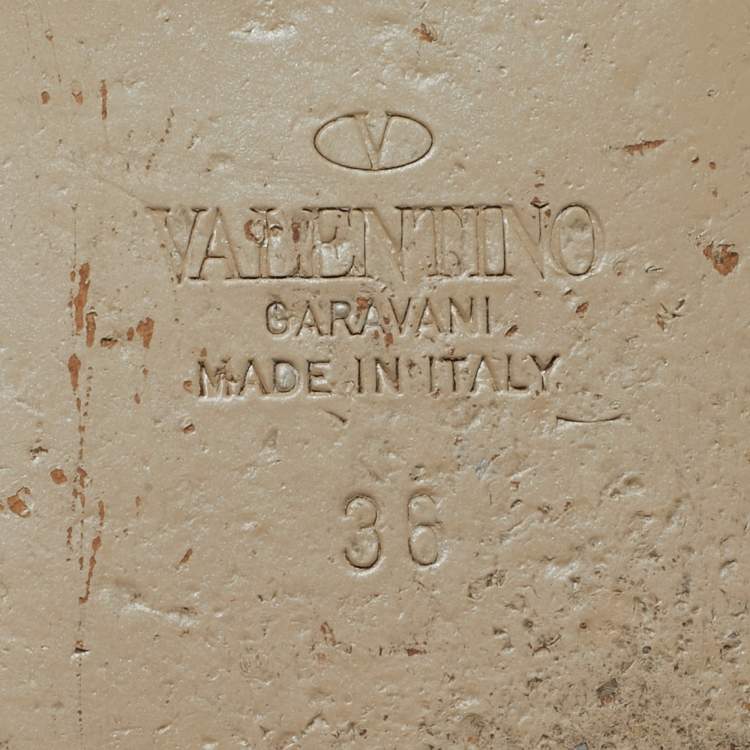 V
VALENTINO
GARAVANI
MADE IN ITALY
36